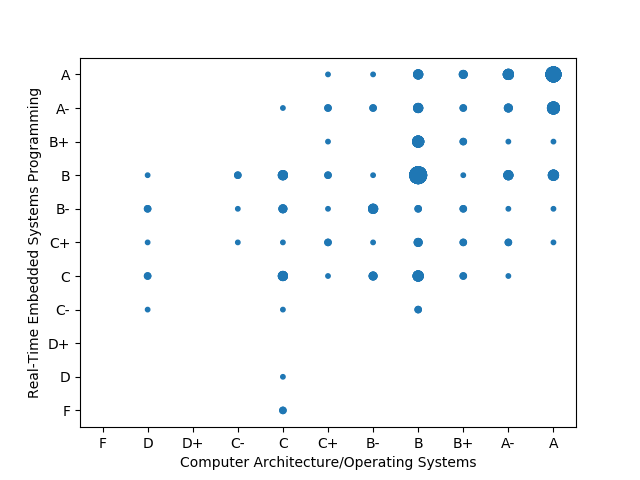 Real-Time Embedded Systems Programming
A
A-
B+
B
B-
C+
C
C-
D+
D
F
F D D+ C- C C+ B- B B+ A- A
Computer Architecture/Operating Systems